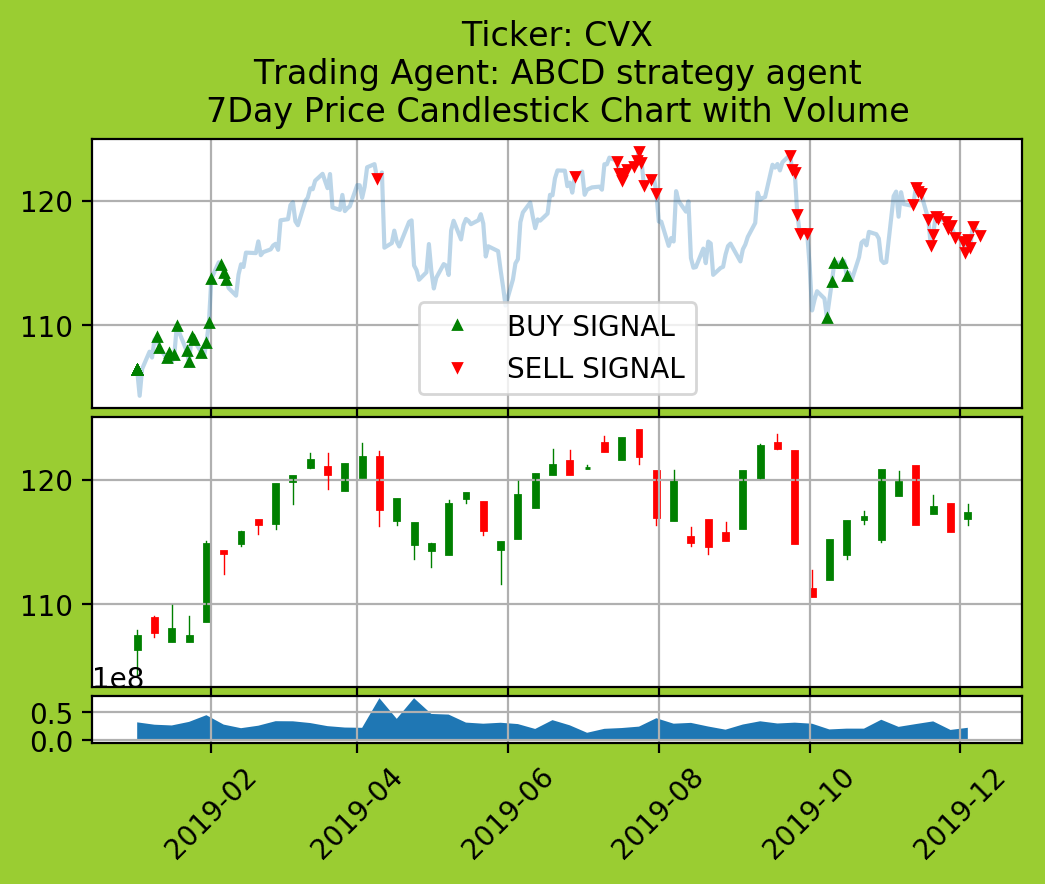 Ticker: CVX
Trading Agent: ABCD strategy agent
7Day Price Candlestick Chart with Volume
120
110
BUY SIGNAL
SELL SIGNAL
120
110
1e8
0.5
0.0
2019-02
2019-04
2019-06
2019-08
2019-10
2019-12